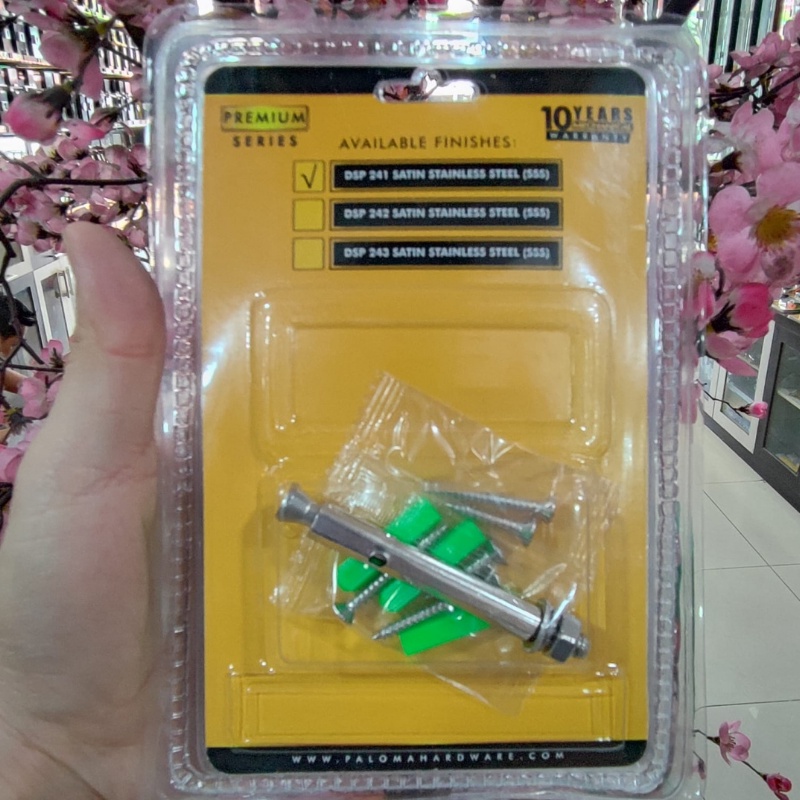 PREMIUM
SERIES
10 YEARS
WARRANTY
AVAILABLE FINISHES:
√ DSP 241 SATIN STAINLESS STEEL (SSS)
DSP 242 SATIN STAINLESS STEEL (SSS)
DSP 243 SATIN STAINLESS STEEL (SSS)
WWW.PALOMAHARDWARE.COM